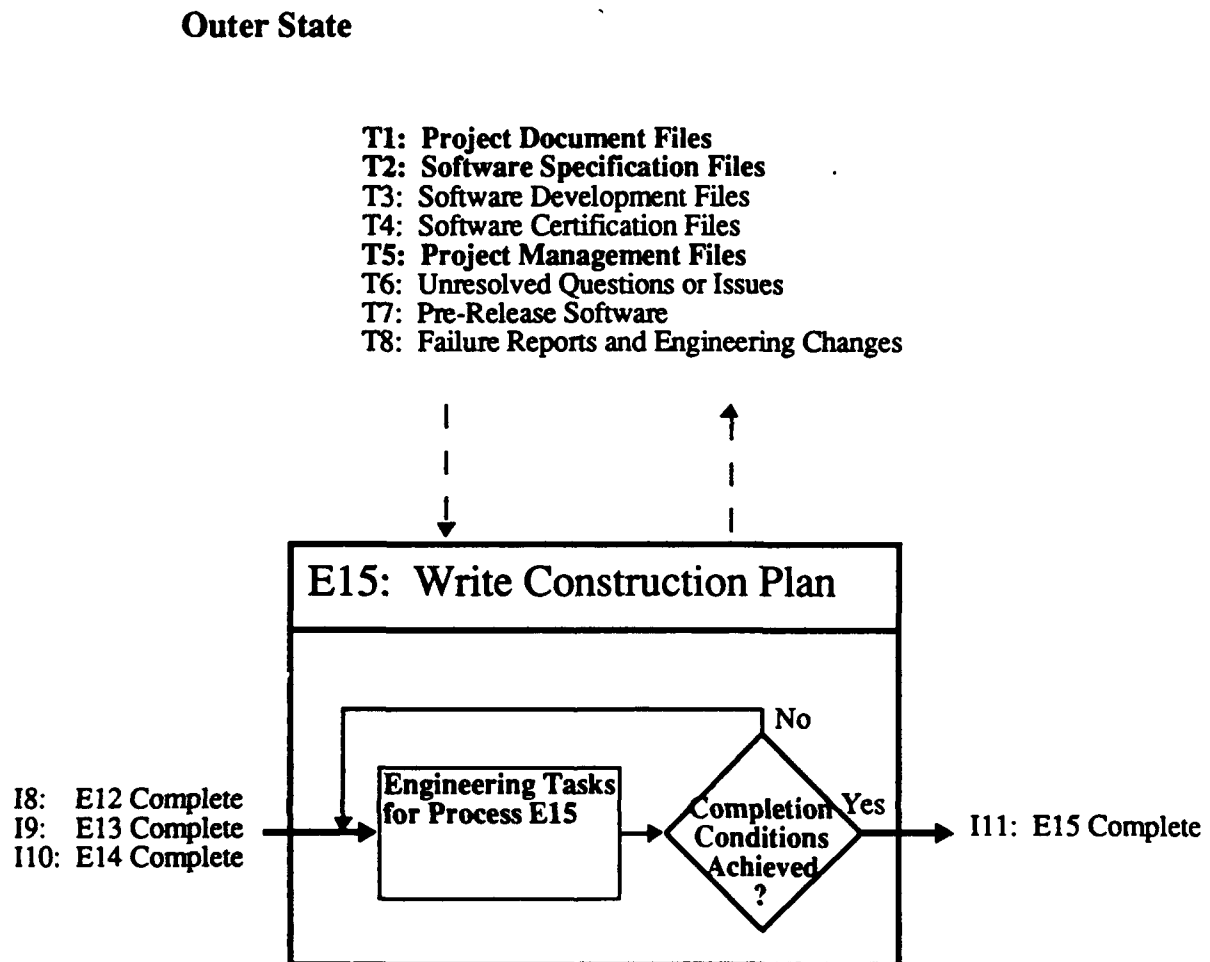 Outer State
T1: Project Document Files
T2: Software Specification Files
T3: Software Development Files
T4: Software Certification Files
T5: Project Management Files
T6: Unresolved Questions or Issues
T7: Pre-Release Software
T8: Failure Reports and Engineering Changes
E15: Write Construction Plan
No
Engineering Tasks
for Process E15
I8: E12 Complete
I9: E13 Complete
I10: E14 Complete
Completion
Conditions
Achieved
?
Yes
I11: E15 Complete